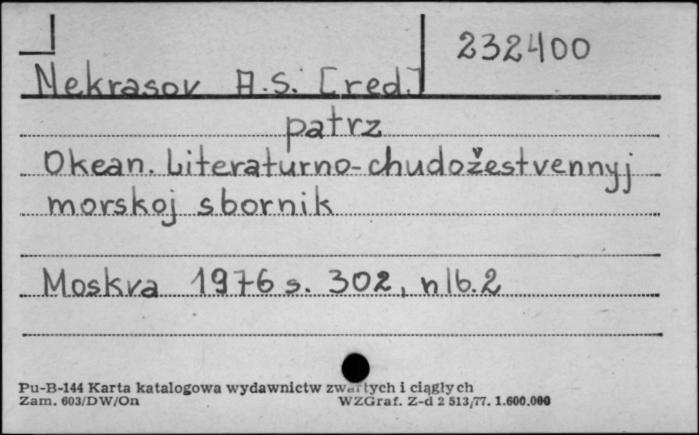 232400
Nekrasov A.S. [red.]
patrz
Okean. Literaturno-chudožestvennyj
morskoj sbornik
Moskva 1976 s. 302, nlb. 2
Pu-B-144 Karta katalogowa wydawnictw zwartych i ciągłych
Zam. 603/DW/On WZGraf. Z-d 2 513/77. 1.600.000